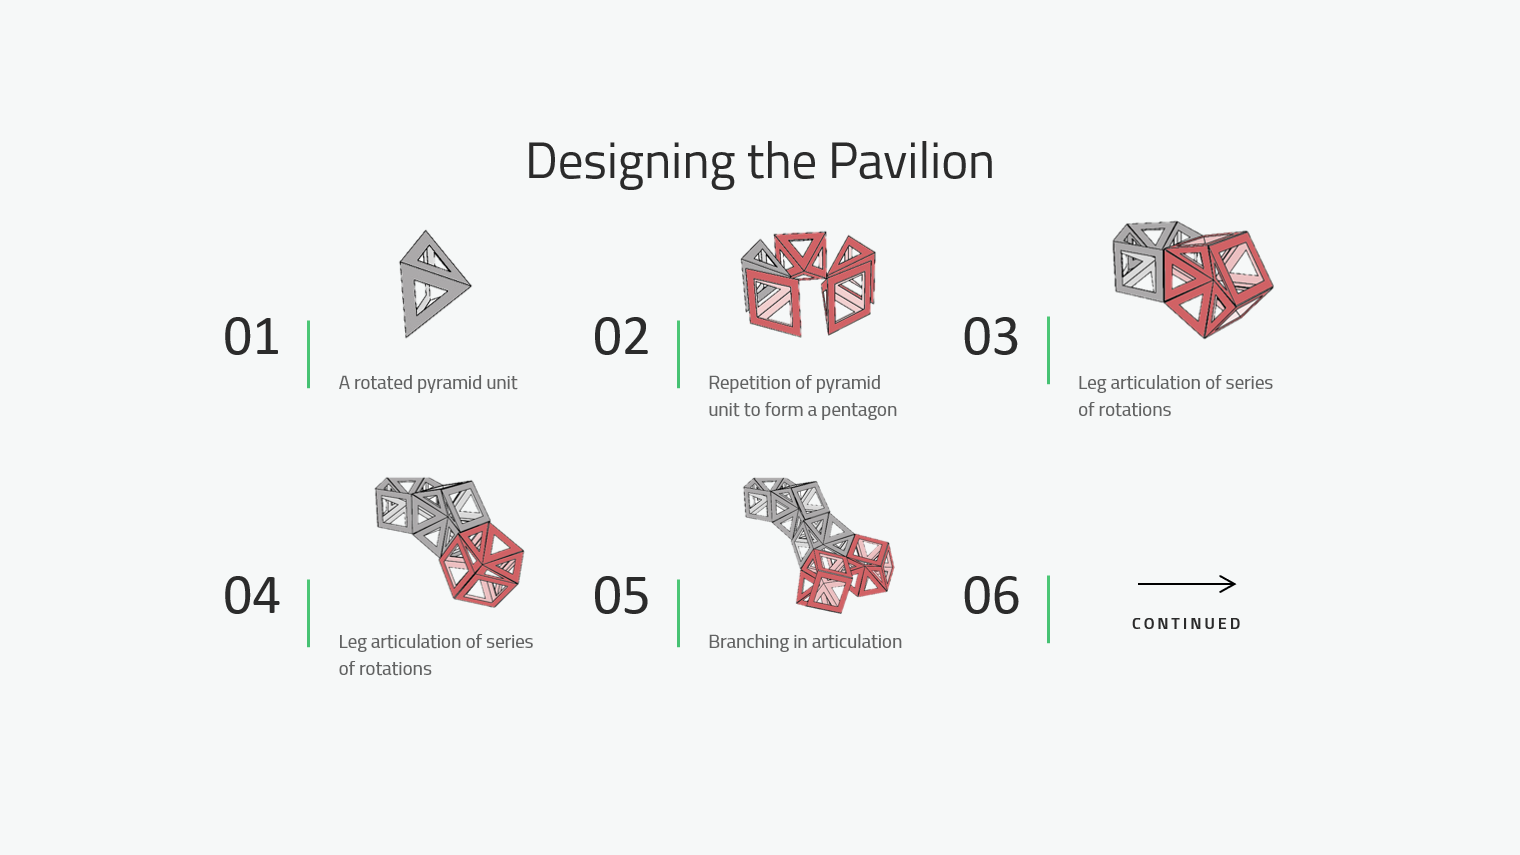 Designing the Pavilion
01
A rotated pyramid unit
02
Repetition of pyramid
unit to form a pentagon
03
Leg articulation of series
of rotations
04
Leg articulation of series
of rotations
05
Branching in articulation
06
CONTINUED